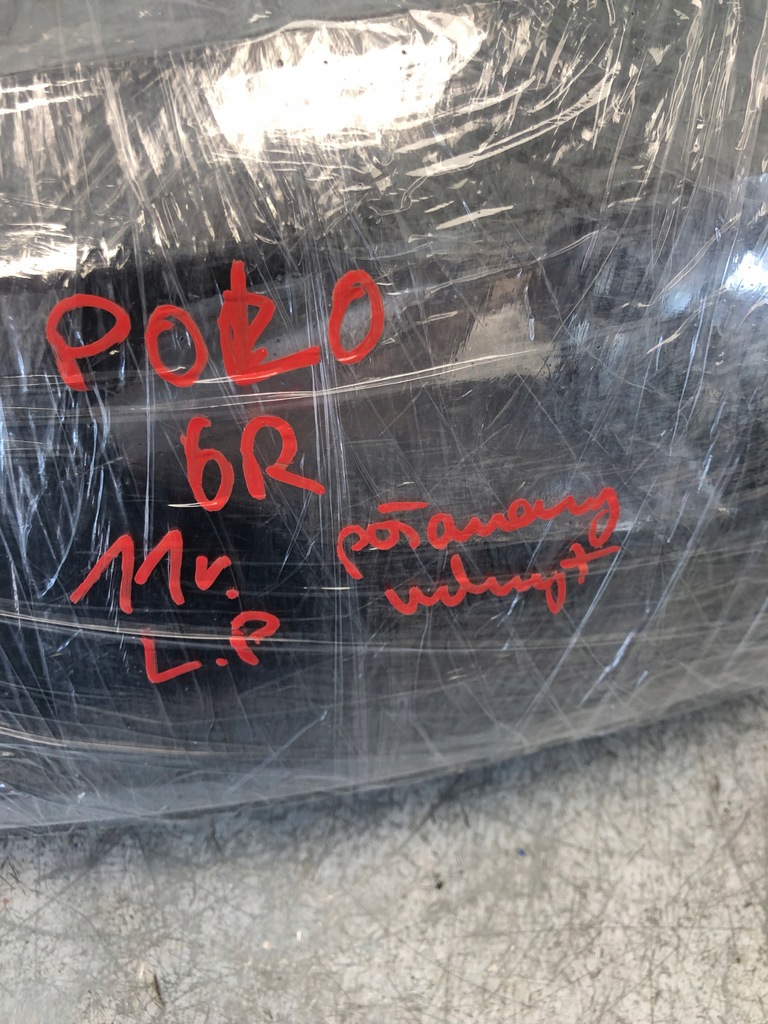 POLO
6R
11r.
L.P
połamany
uchwyt